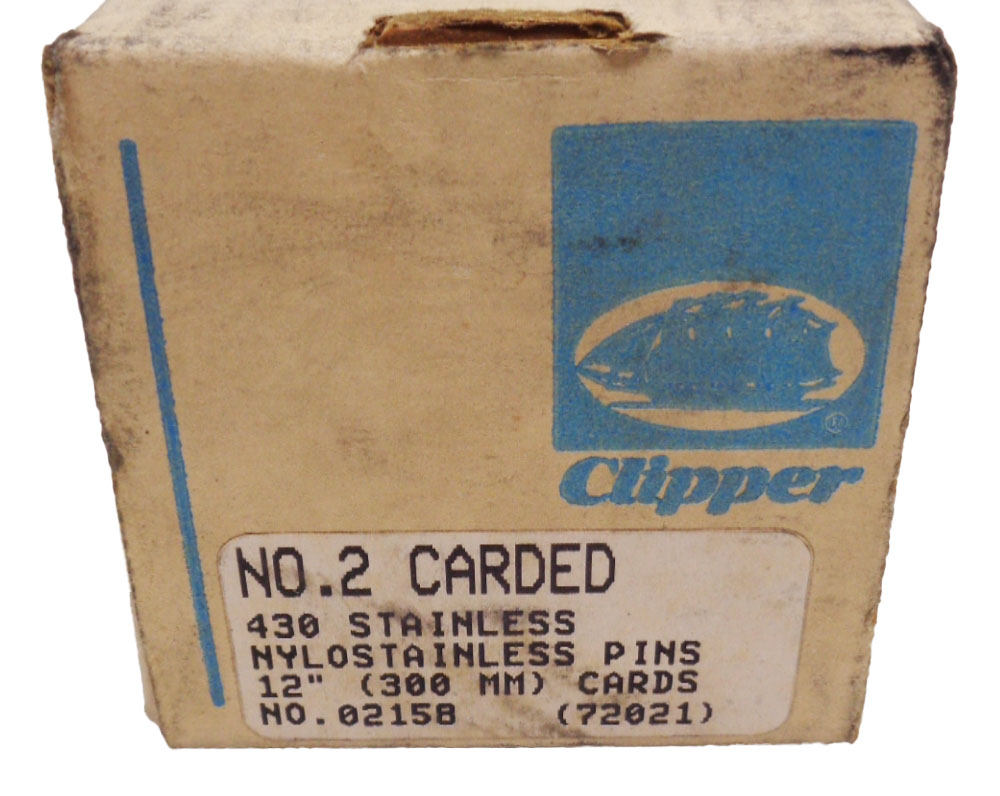 ®
Clipper
NO.2 CARDED
430 STAINLESS
NYLOSTAINLESS PINS
12" (300 MM) CARDS
NO.02158 (72021)